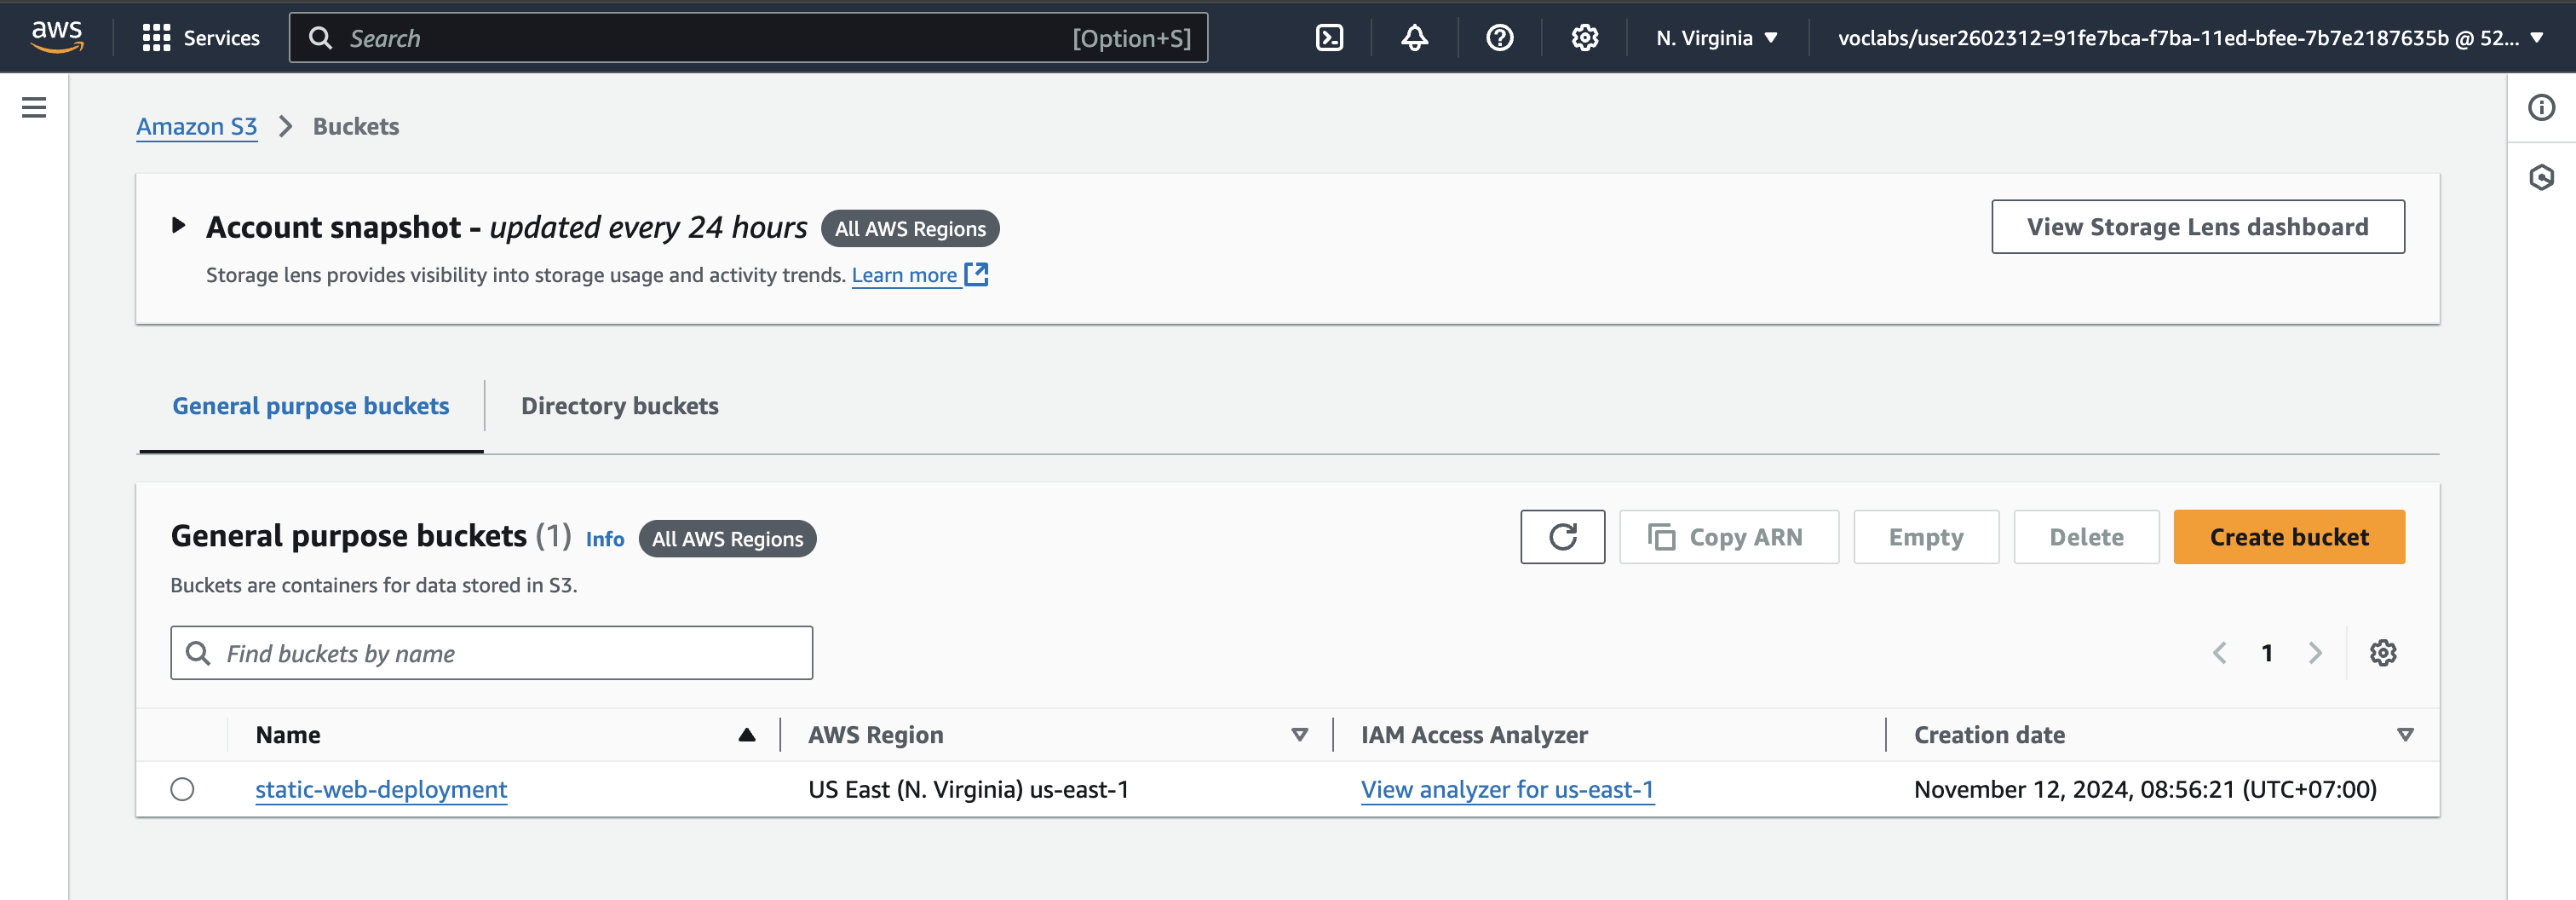 aws Services Search [Option+S] N. Virginia voclabs/user2602312=91fe7bca-f7ba-11ed-bfee-7b7e2187635b @ 52...
Amazon S3 > Buckets
Account snapshot - updated every 24 hours All AWS Regions View Storage Lens dashboard
Storage lens provides visibility into storage usage and activity trends. Learn more
General purpose buckets Directory buckets
General purpose buckets (1) Info All AWS Regions Copy ARN Empty Delete Create bucket
Buckets are containers for data stored in S3.
Find buckets by name 1
Name AWS Region IAM Access Analyzer Creation date
static-web-deployment US East (N. Virginia) us-east-1 View analyzer for us-east-1 November 12, 2024, 08:56:21 (UTC+07:00)